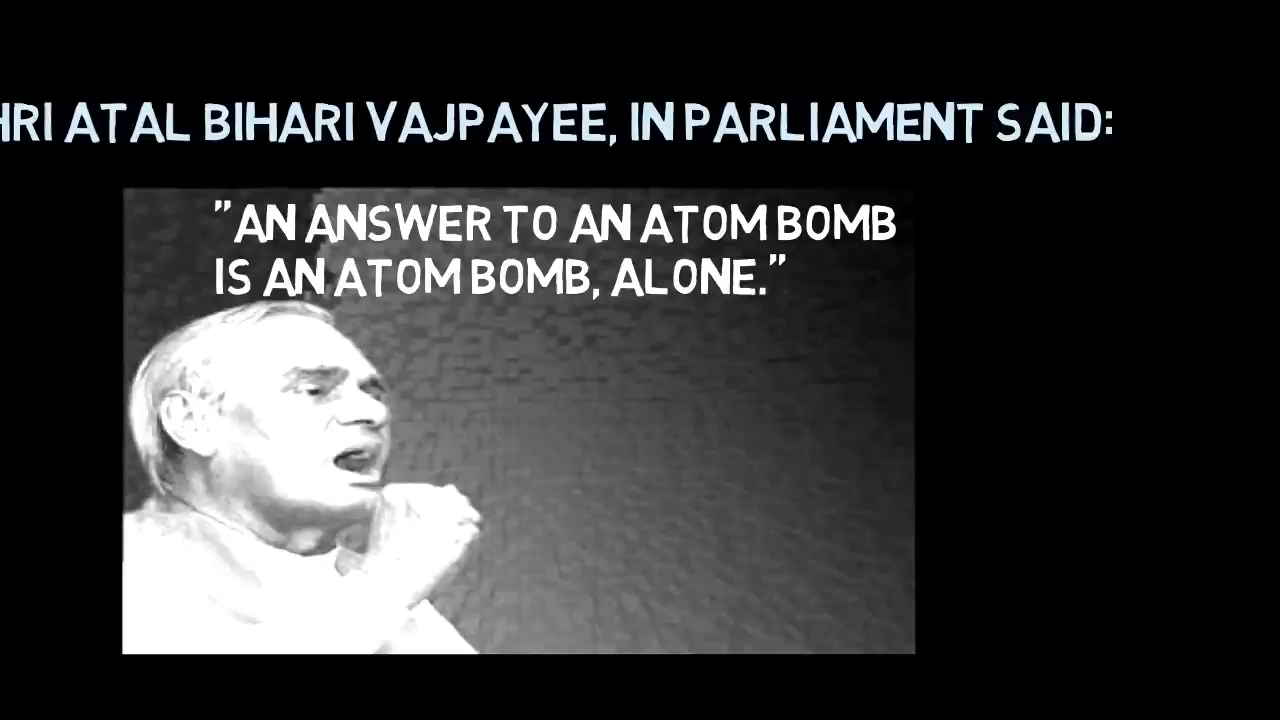 HRI ATAL BIHARI VAJPAYEE, IN PARLIAMENT SAID:
"AN ANSWER TO AN ATOM BOMB
IS AN ATOM BOMB, ALONE."